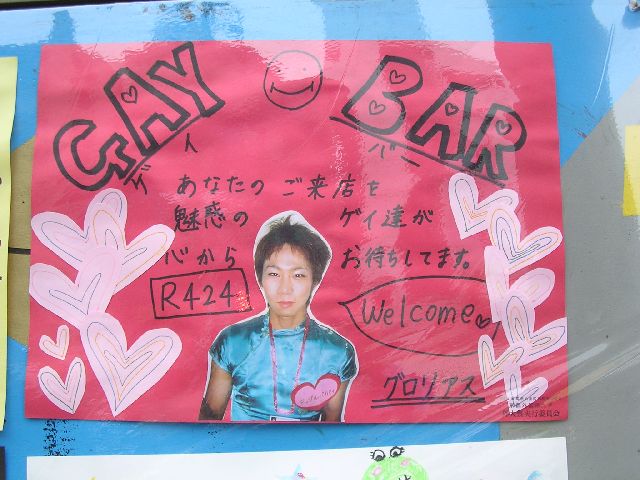 GAY BAR
ゲイ バー
あなたの ご来店を
魅惑の ゲイ達が
心から お待ちしてます。
R424
Welcome
グロリアス